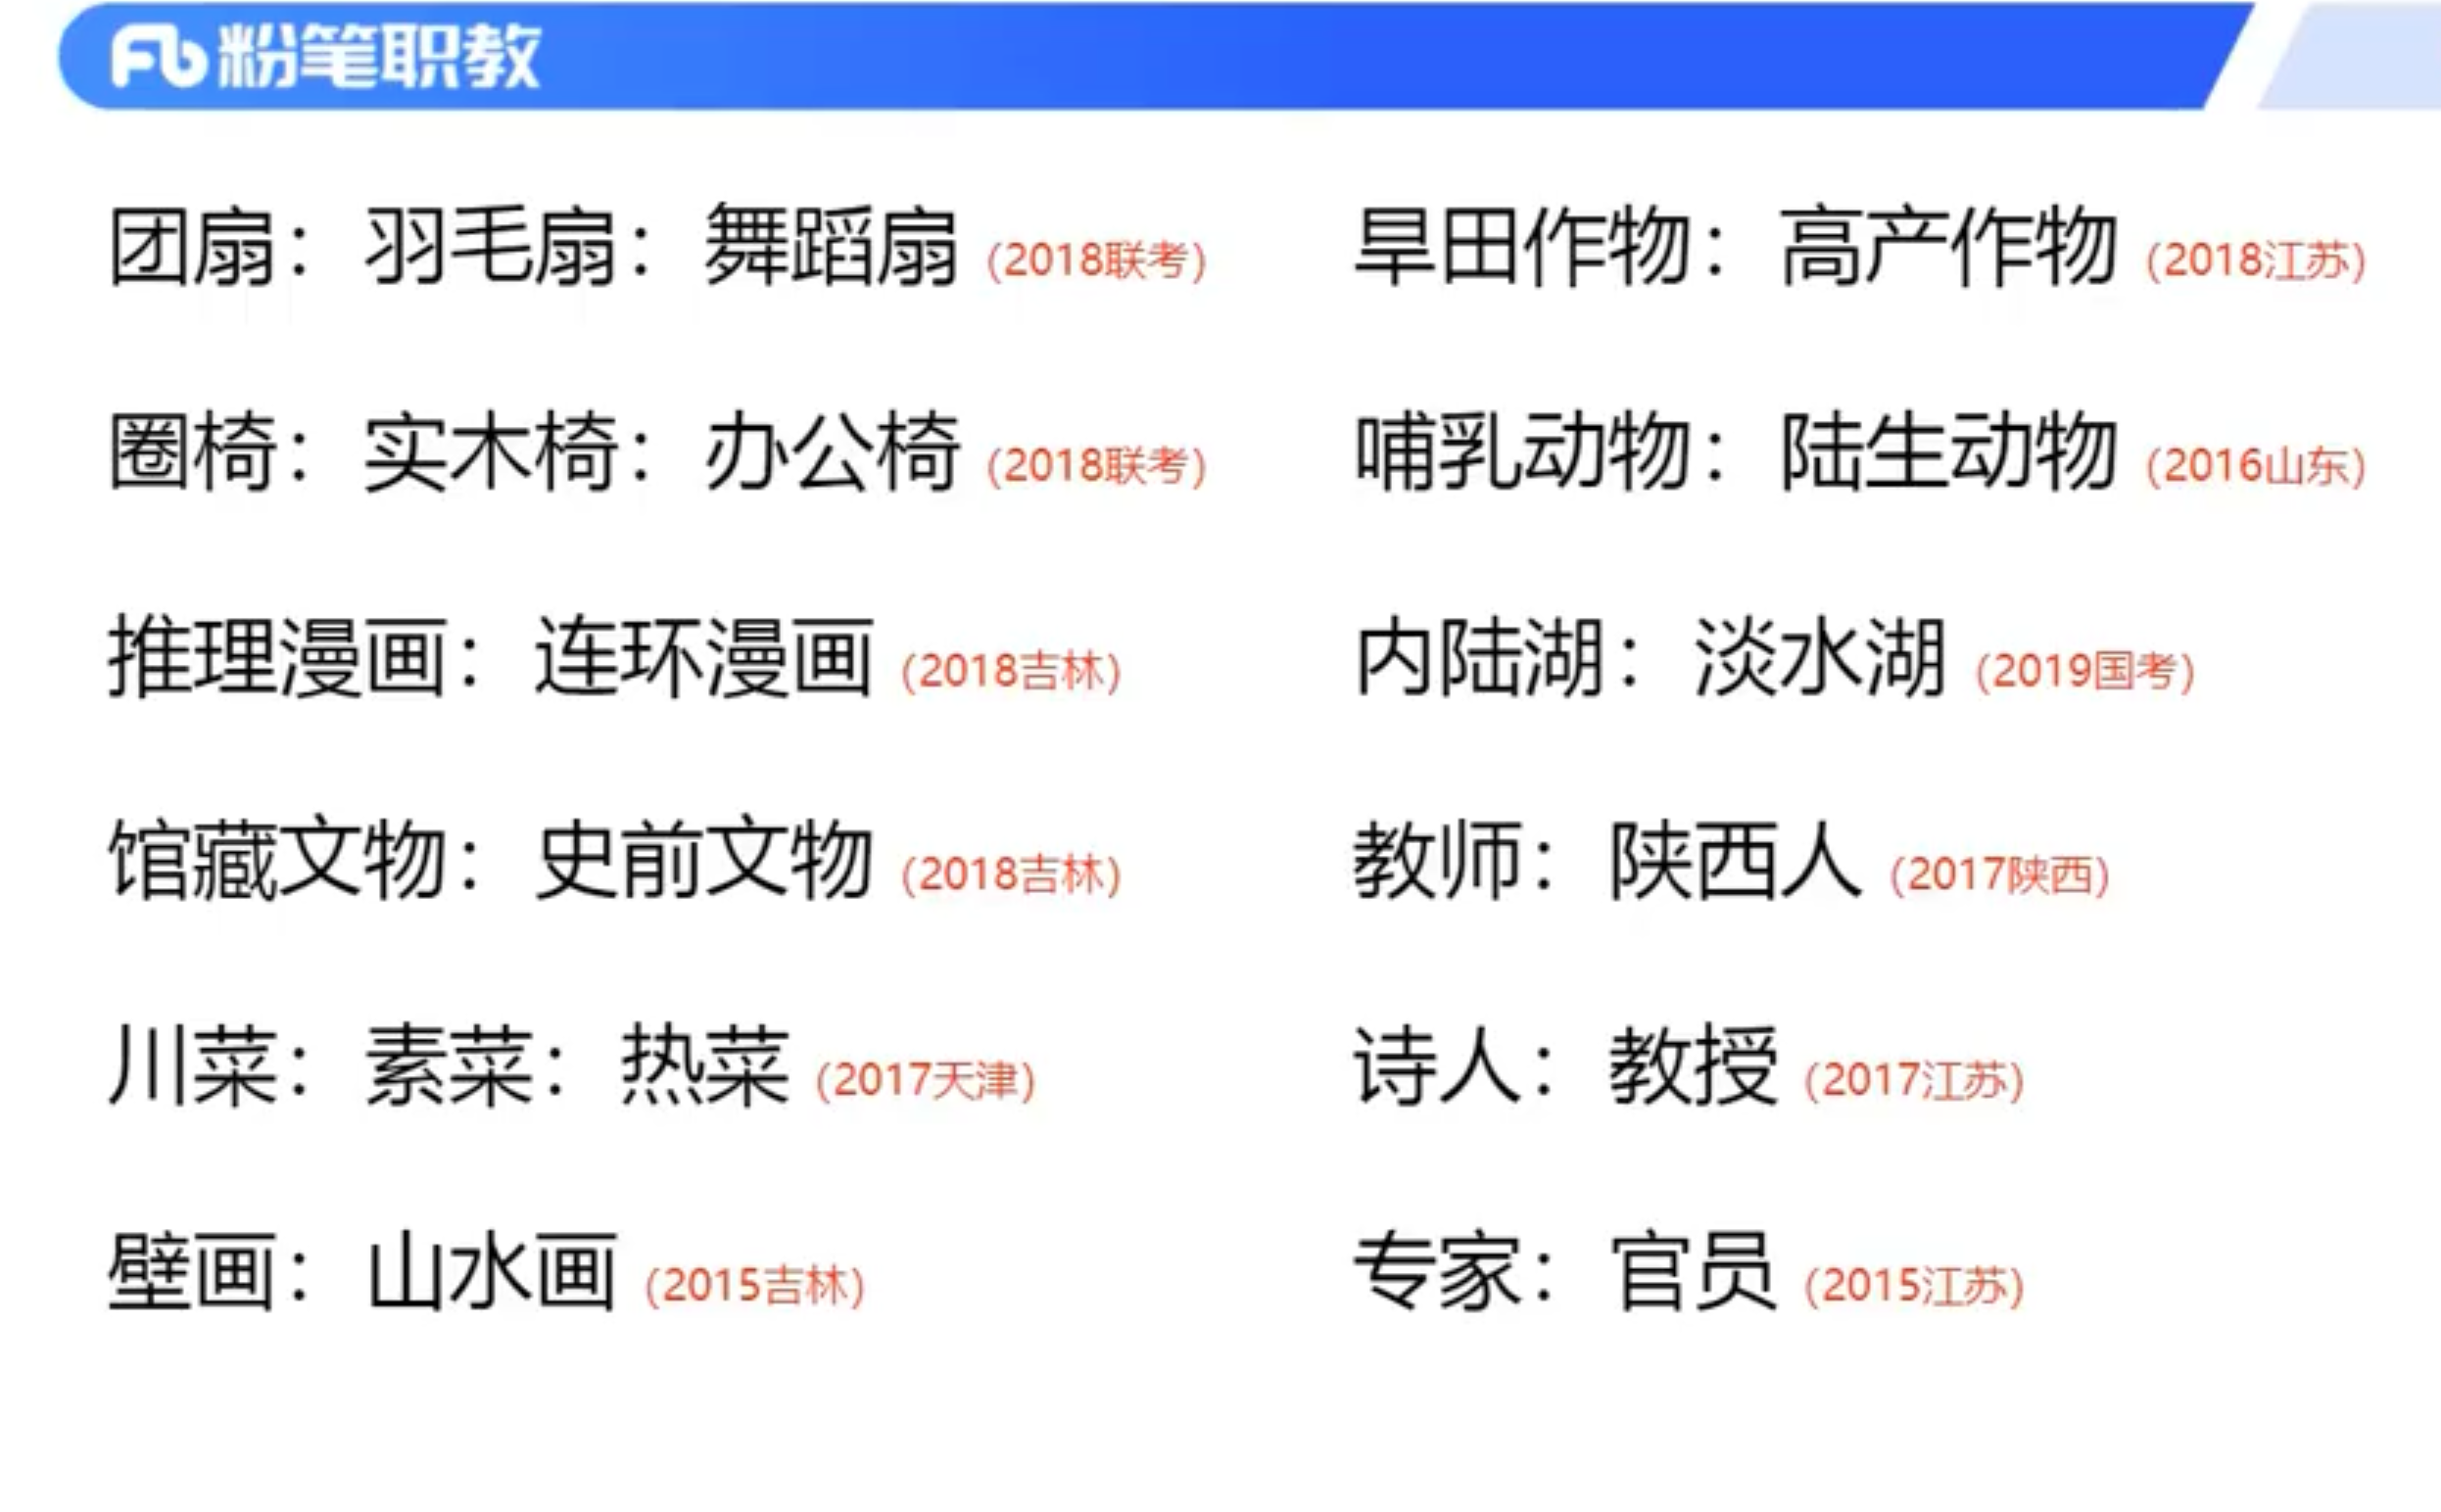 粉笔职教
团扇：羽毛扇：舞蹈扇（2018联考）
圈椅：实木椅：办公椅（2018联考）
推理漫画：连环漫画（2018吉林）
馆藏文物：史前文物（2018吉林）
川菜：素菜：热菜（2017天津）
壁画：山水画（2015吉林）
旱田作物：高产作物（2018江苏）
哺乳动物：陆生动物（2016山东）
内陆湖：淡水湖（2019国考）
教师：陕西人（2017陕西）
诗人：教授（2017江苏）
专家：官员（2015江苏）